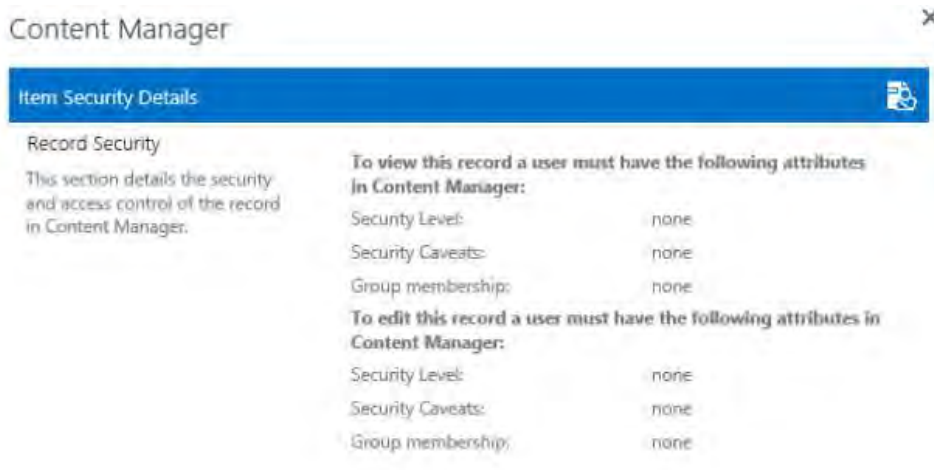 Content Manager
Item Security Details
Record Security
This section details the security
and access control of the record
in Content Manager.
To view this record a user must have the following attributes
in Content Manager:
Security Level: none
Security Caveats: none
Group membership: none
To edit this record a user must have the following attributes in
Content Manager:
Security Level: none
Security Caveats: none
Group membership: none